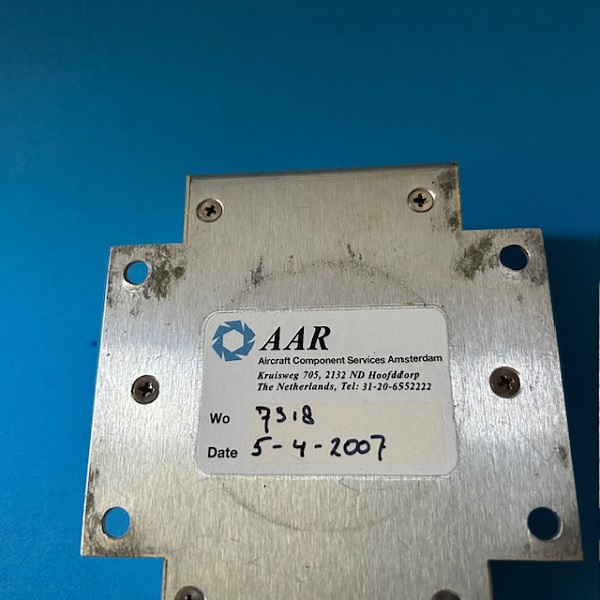 AAR
Aircraft Component Services Amsterdam
Kruisweg 705, 2132 ND Hoofddorp
The Netherlands, Tel: 31-20-6552222
Wo 7318
Date 5-4-2007